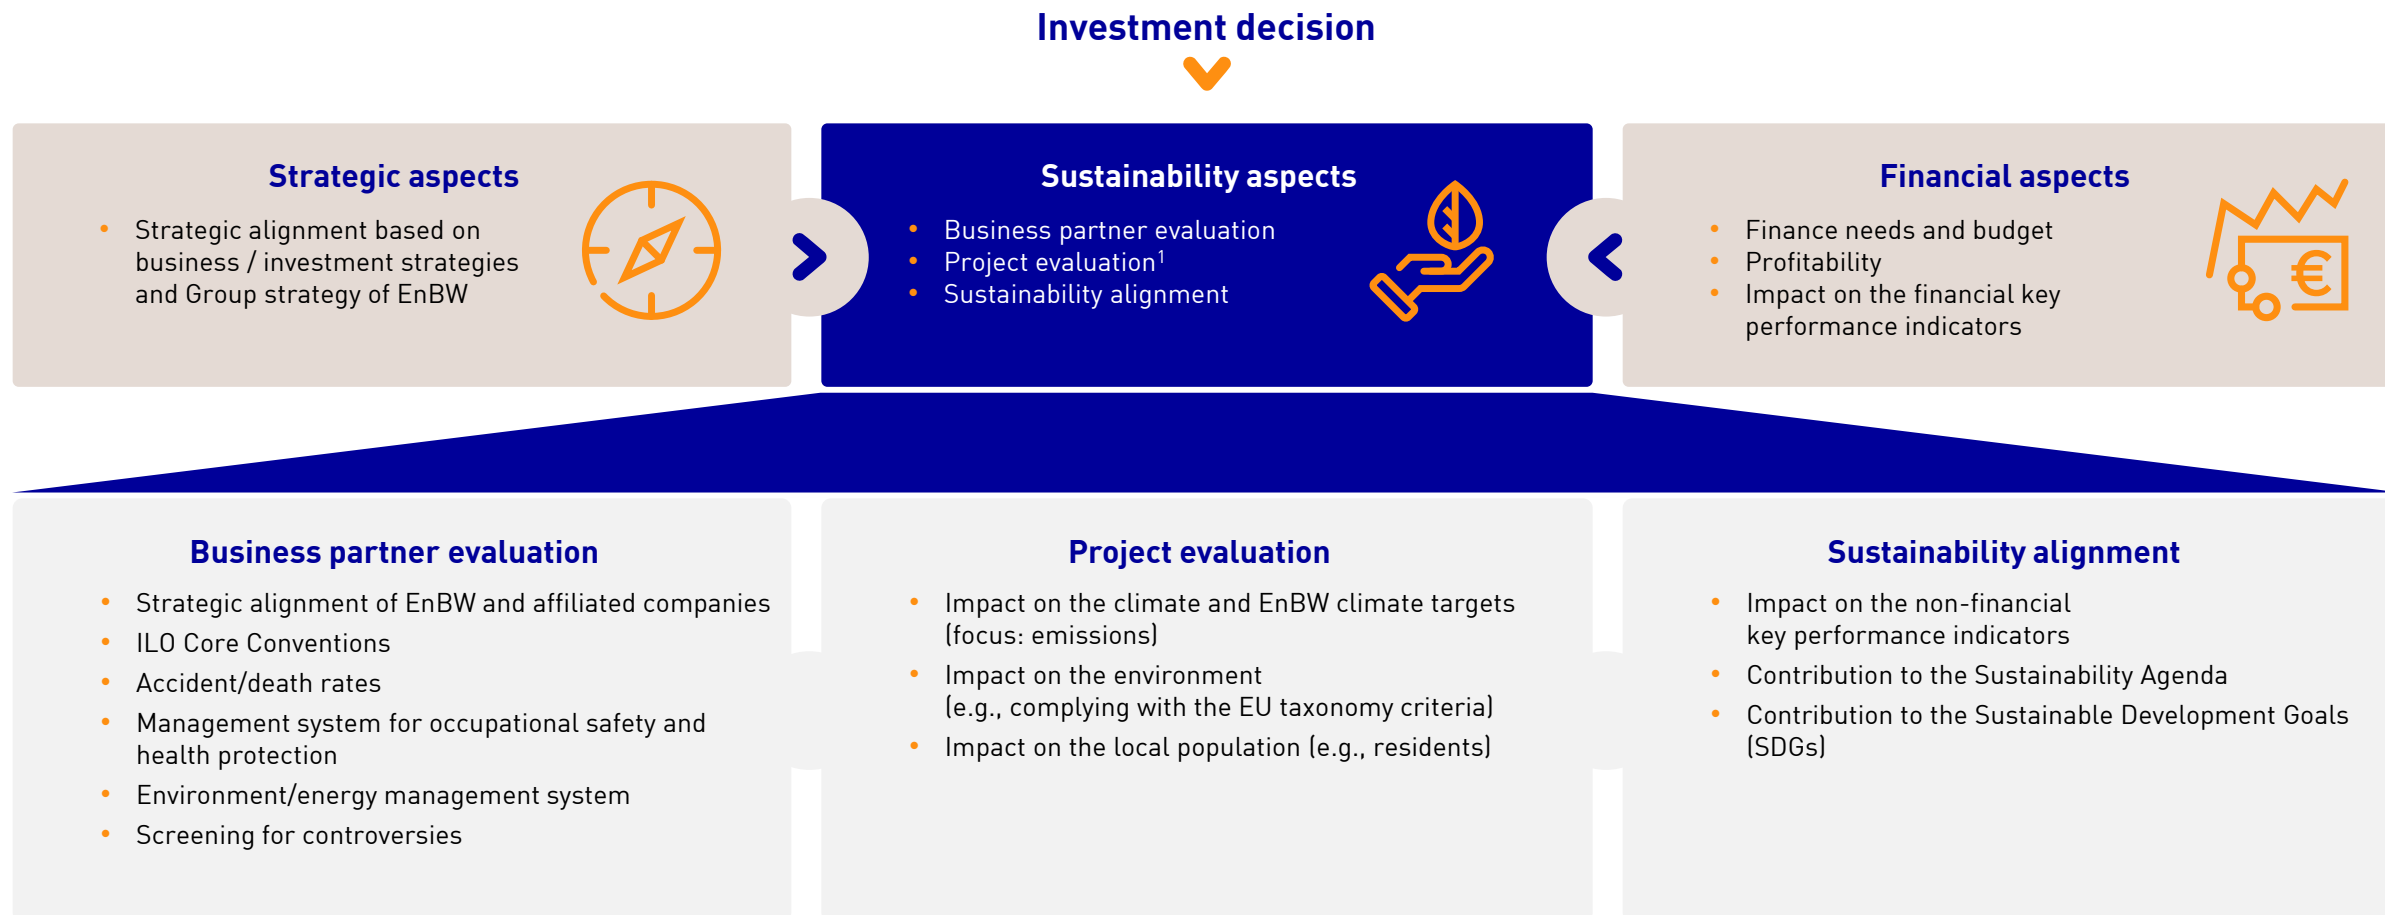 Investment decision
Strategic aspects
• Strategic alignment based on
business / investment strategies
and Group strategy of EnBW
Sustainability aspects
• Business partner evaluation
• Project evaluation¹
• Sustainability alignment
Financial aspects
• Finance needs and budget
• Profitability
• Impact on the financial key
performance indicators
€
Business partner evaluation
• Strategic alignment of EnBW and affiliated companies
• ILO Core Conventions
• Accident/death rates
• Management system for occupational safety and
health protection
• Environment/energy management system
• Screening for controversies
Project evaluation
• Impact on the climate and EnBW climate targets
(focus: emissions)
• Impact on the environment
(e.g., complying with the EU taxonomy criteria)
• Impact on the local population (e.g., residents)
Sustainability alignment
• Impact on the non-financial
key performance indicators
• Contribution to the Sustainability Agenda
• Contribution to the Sustainable Development Goals
(SDGs)